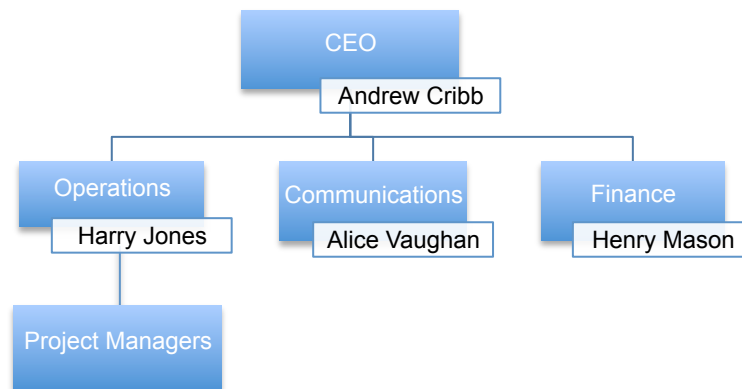 CEO
Andrew Cribb
Operations
Harry Jones
Communications
Alice Vaughan
Finance
Henry Mason
Project Managers